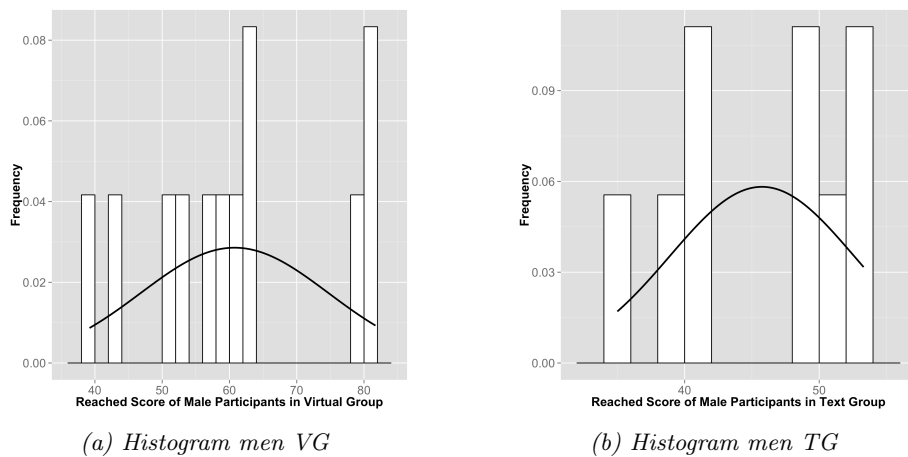 0.08
0.06
0.04
0.02
0.00
Frequency
40 50 60 70 80
Reached Score of Male Participants in Virtual Group
(a) Histogram men VG
0.09
0.06
0.03
0.00
Frequency
40 50
Reached Score of Male Participants in Text Group
(b) Histogram men TG